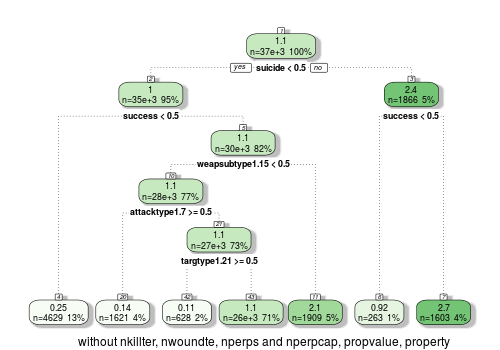 1
1.1
n=37e+3 100%
yes suicide < 0.5 no
2
1
n=35e+3 95%
success < 0.5
3
2.4
n=1866 5%
success < 0.5
5
1.1
n=30e+3 82%
weapsubtype1.15 < 0.5
10
1.1
n=28e+3 77%
attacktype1.7 >= 0.5
21
1.1
n=27e+3 73%
targtype1.21 >= 0.5
4
0.25
n=4629 13%
20
0.14
n=1621 4%
42
0.11
n=628 2%
43
1.1
n=26e+3 71%
11
2.1
n=1909 5%
6
0.92
n=263 1%
7
2.7
n=1603 4%
without nkillter, nwoundte, nperps and nperpcap, propvalue, property